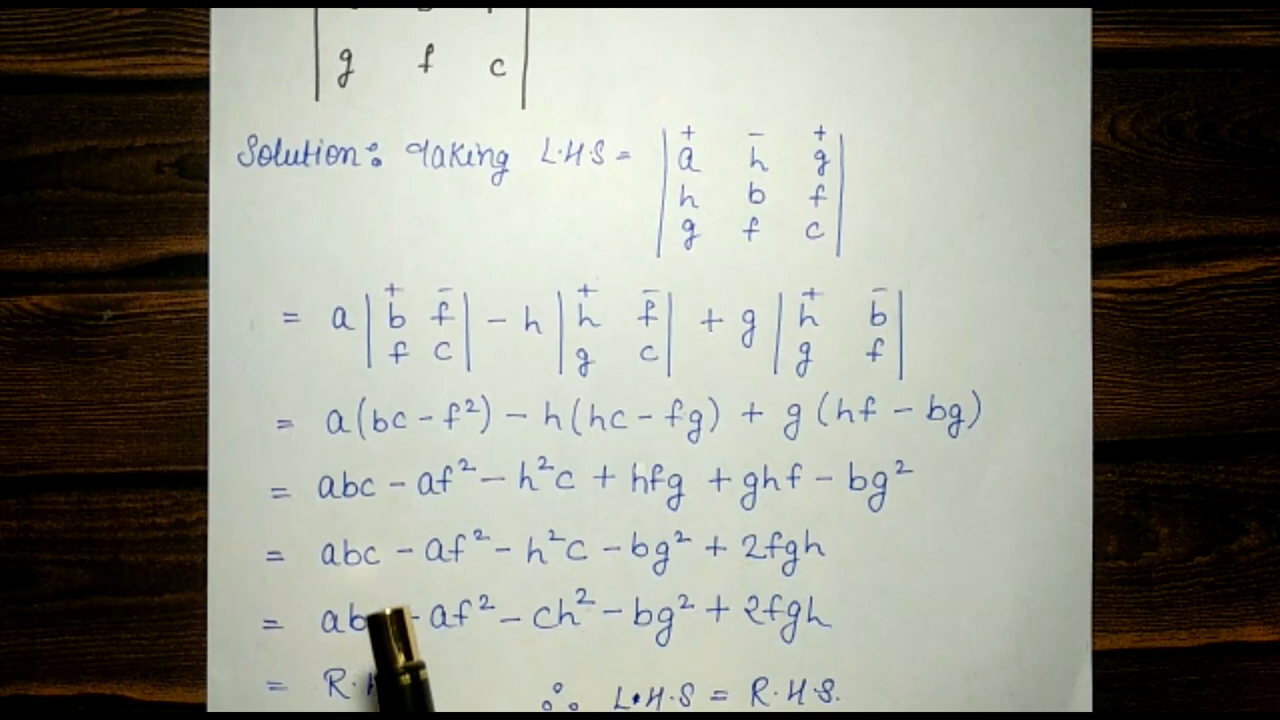 g f c
Solution: Taking L.H.S = | a h g |
+ - +
h b f
g f c
= a | b f | - h | h f | + g | h b |
+ - + - + -
f c g c g f
= a(bc - f²) - h(hc - fg) + g(hf - bg)
= abc - af² - h²c + hfg + ghf - bg²
= abc - af² - h²c - bg² + 2fgh
= ab - af² - ch² - bg² + 2fgh
= R. ∴ L.H.S = R.H.S.